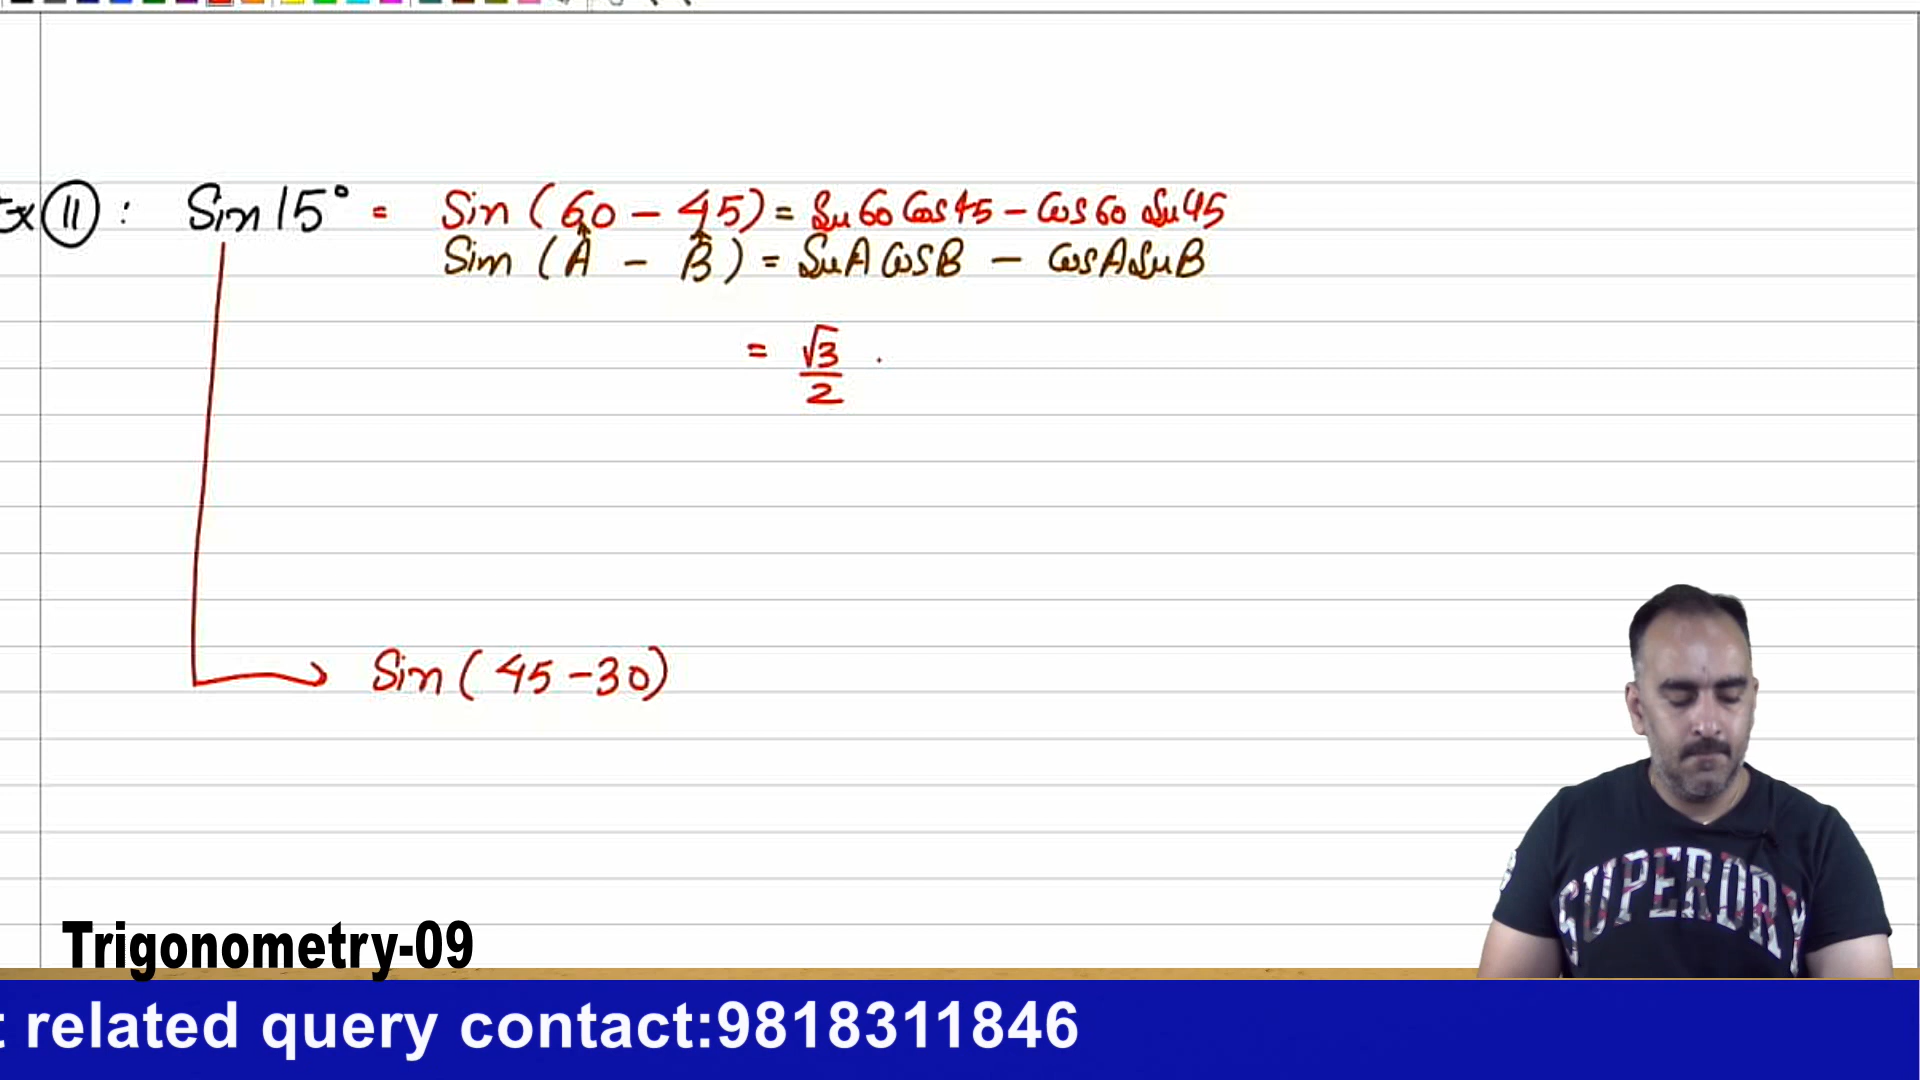 Ex 11 : Sin 15° = Sin (60 - 45) = Sin 60 Cos 45 - Cos 60 Sin 45
Sin (A - B) = Sin A Cos B - Cos A Sin B
= √3/2 .
Sin (45 - 30)
SUPERDRY
Trigonometry-09
t related query contact:9818311846